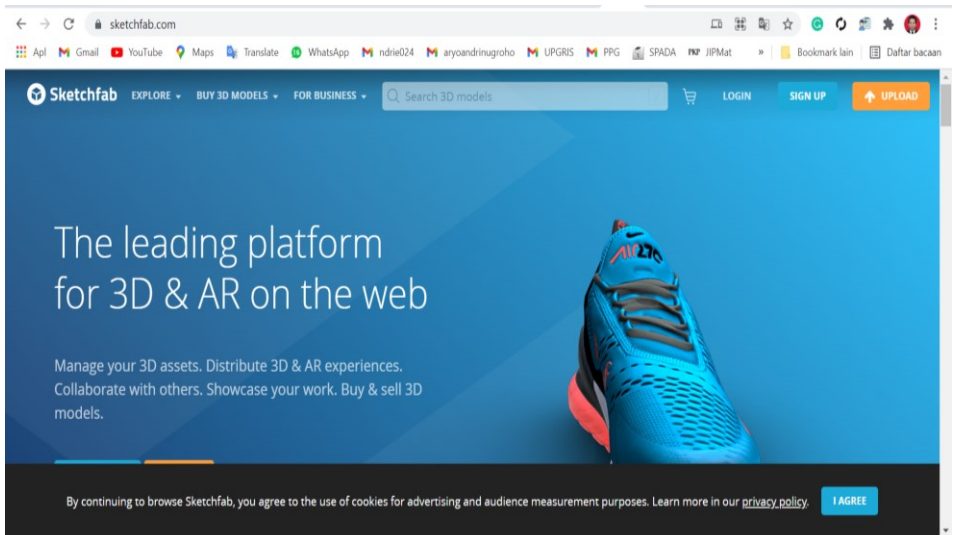 sketchfab.com
Apl Gmail YouTube Maps Translate WhatsApp ndrie024 aryoandrinugroho UPGRIS PPG SPADA PKP JIPMat » Bookmark lain Daftar bacaan
Sketchfab EXPLORE BUY 3D MODELS FOR BUSINESS Search 3D models LOGIN SIGN UP UPLOAD
The leading platform
for 3D & AR on the web
AIR270
Manage your 3D assets. Distribute 3D & AR experiences.
Collaborate with others. Showcase your work. Buy & sell 3D
models.
By continuing to browse Sketchfab, you agree to the use of cookies for advertising and audience measurement purposes. Learn more in our privacy policy. I AGREE